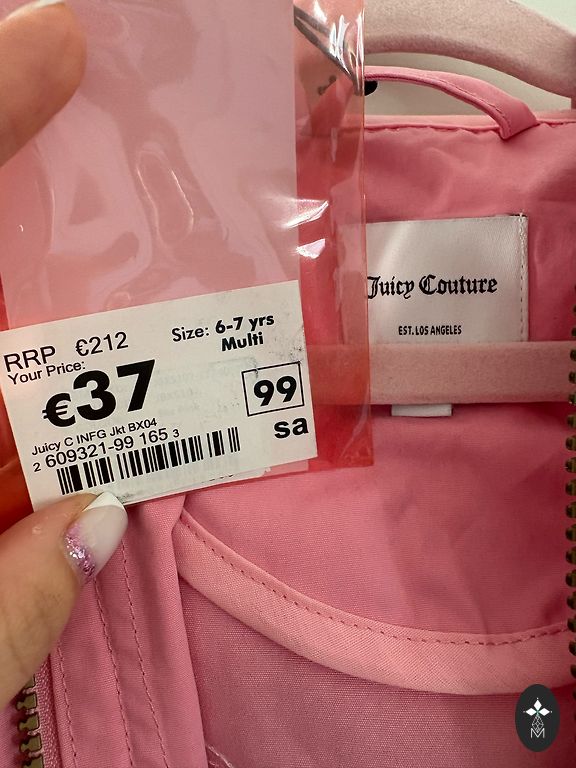 RRP €212
Your Price:
Size: 6-7 yrs
Multi
€37
99
sa
Juicy C INFG Jkt BX04
2 609321-99 165 3
Juicy Couture
EST. LOS ANGELES
M